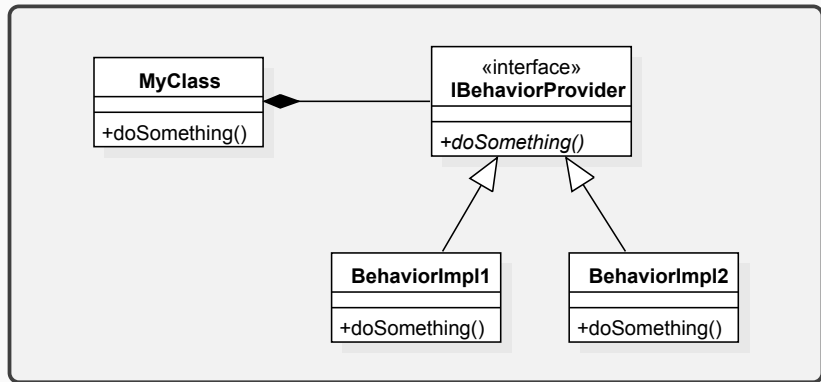 MyClass
+doSomething()
«interface»
IBehaviorProvider
+doSomething()
BehaviorImpl1
+doSomething()
BehaviorImpl2
+doSomething()